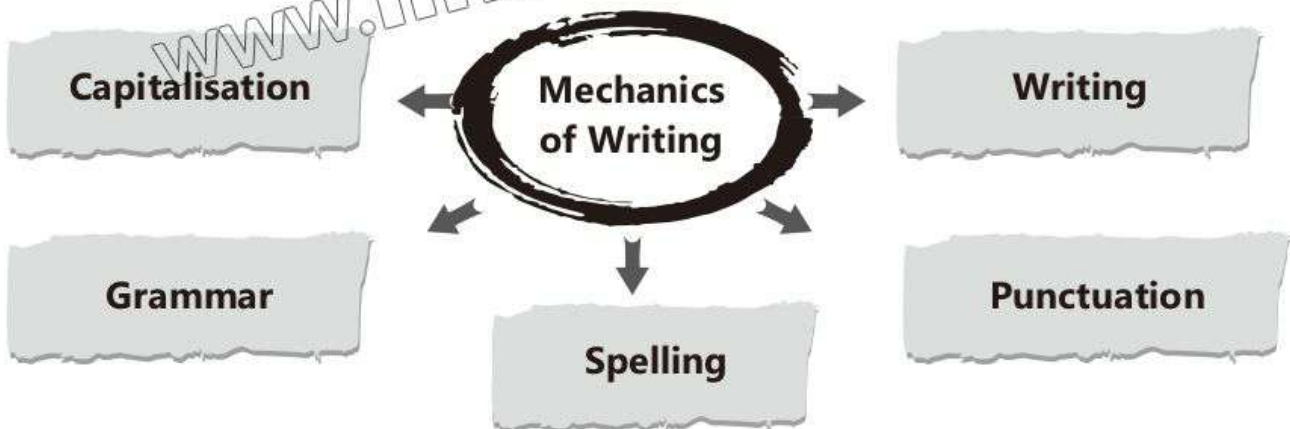 Capitalisation
Mechanics
of Writing
Writing
Grammar
Spelling
Punctuation